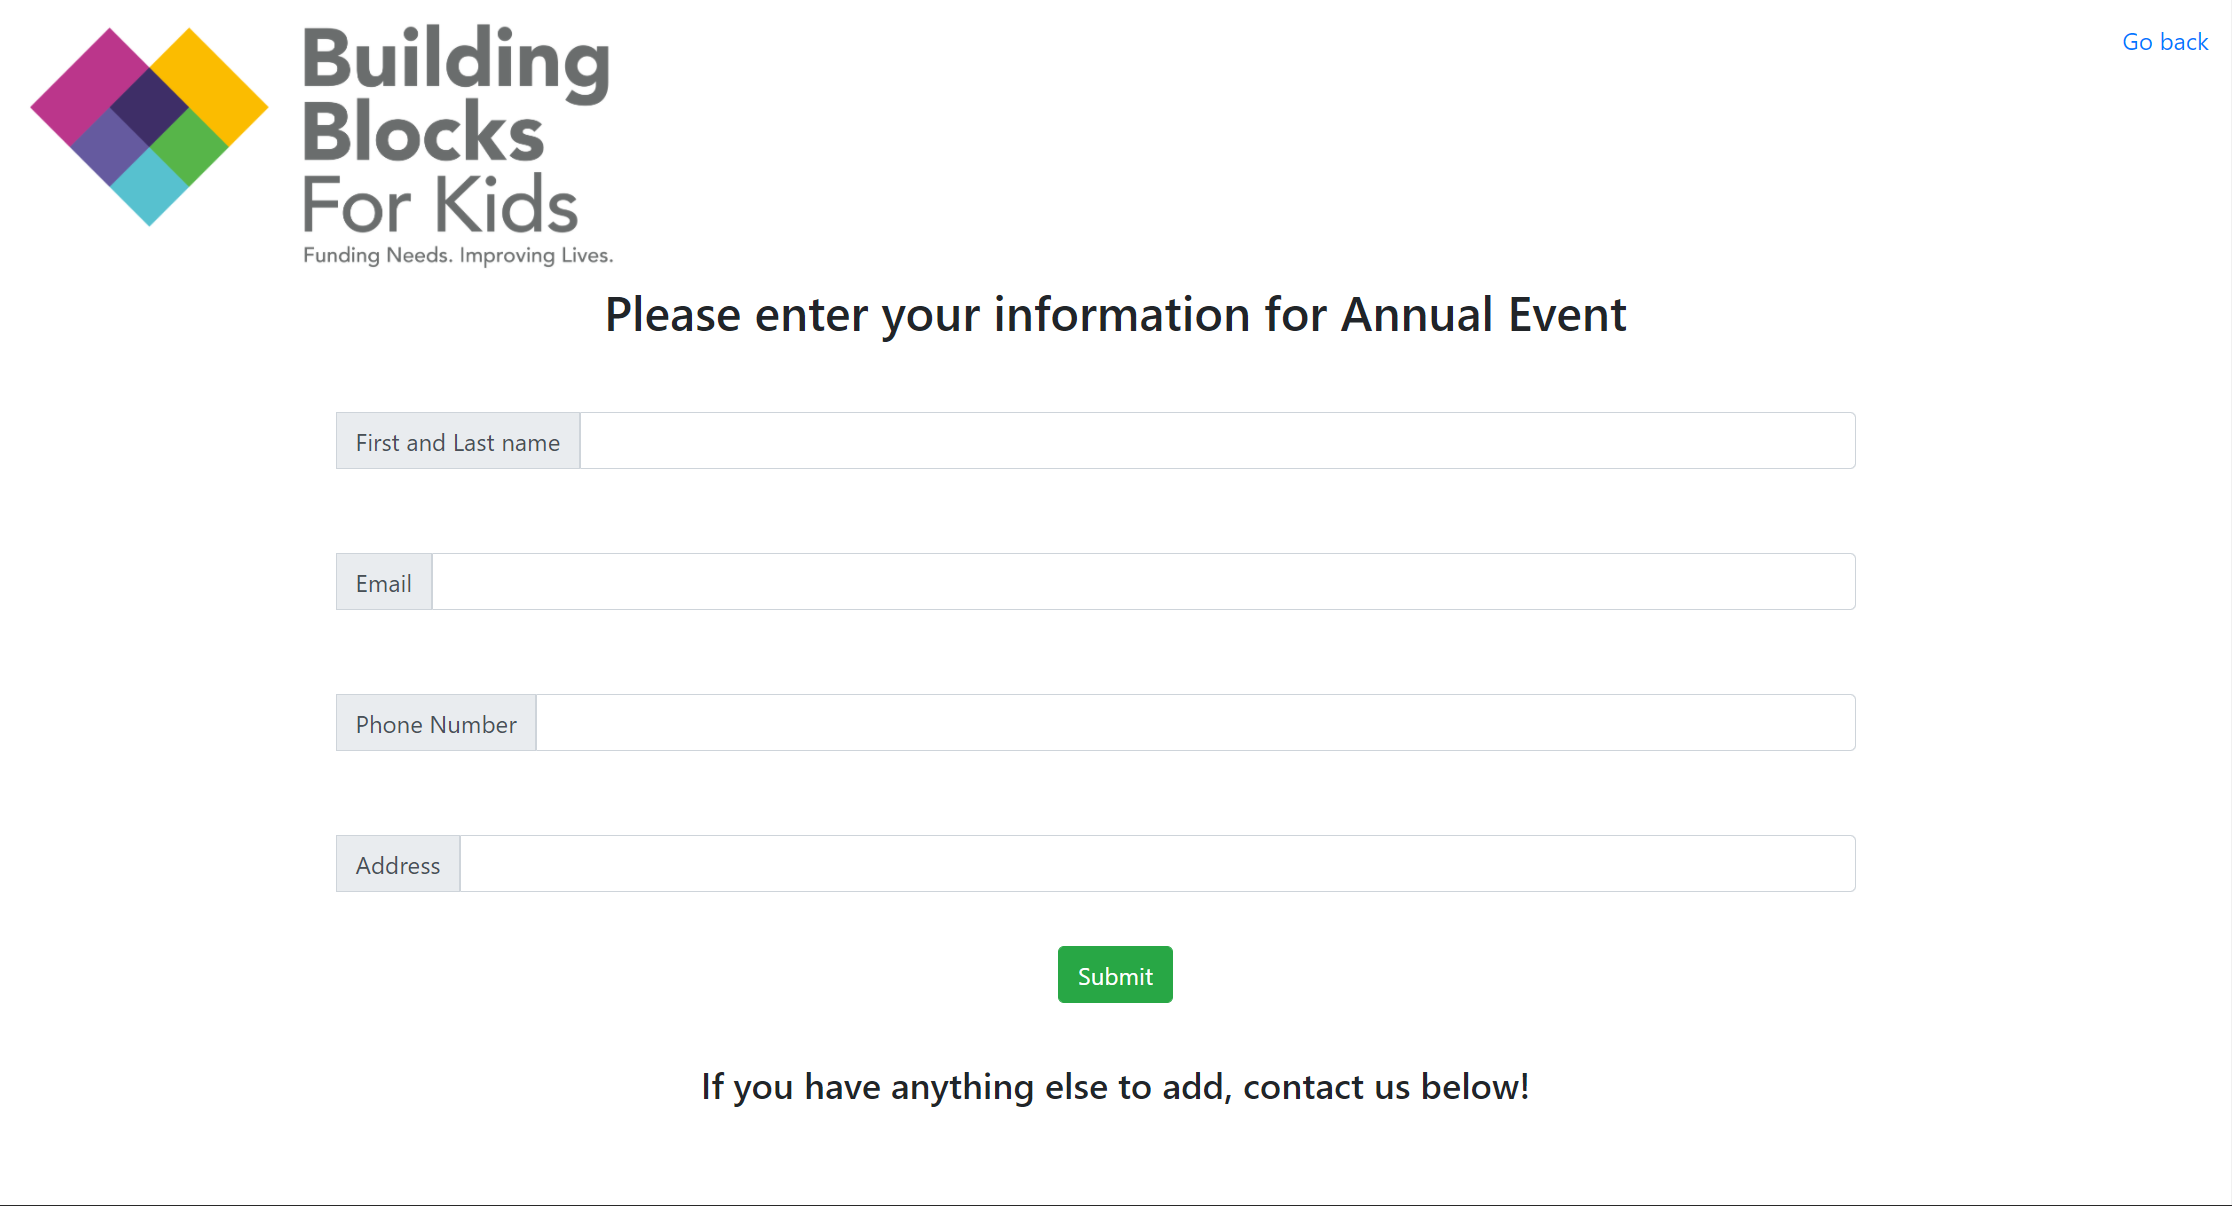 Building
Blocks
For Kids
Funding Needs. Improving Lives.
Go back
Please enter your information for Annual Event
First and Last name
Email
Phone Number
Address
Submit
If you have anything else to add, contact us below!